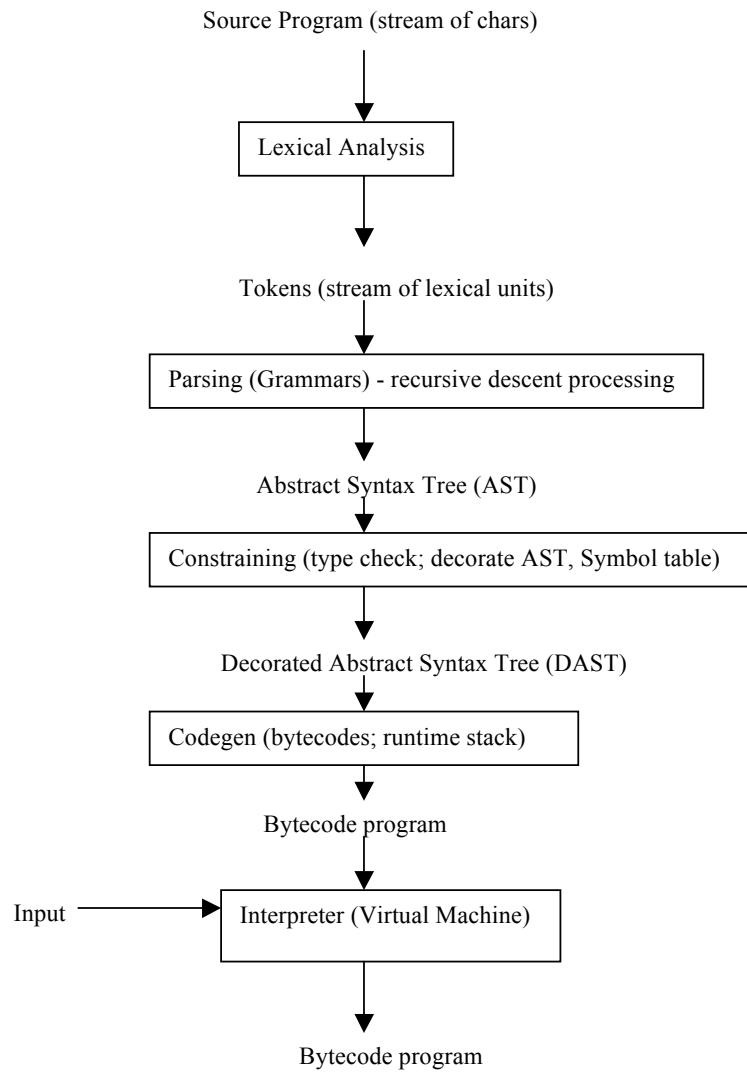 Source Program (stream of chars)
Lexical Analysis
Tokens (stream of lexical units)
Parsing (Grammars) - recursive descent processing
Abstract Syntax Tree (AST)
Constraining (type check; decorate AST, Symbol table)
Decorated Abstract Syntax Tree (DAST)
Codegen (bytecodes; runtime stack)
Bytecode program
Input
Interpreter (Virtual Machine)
Bytecode program